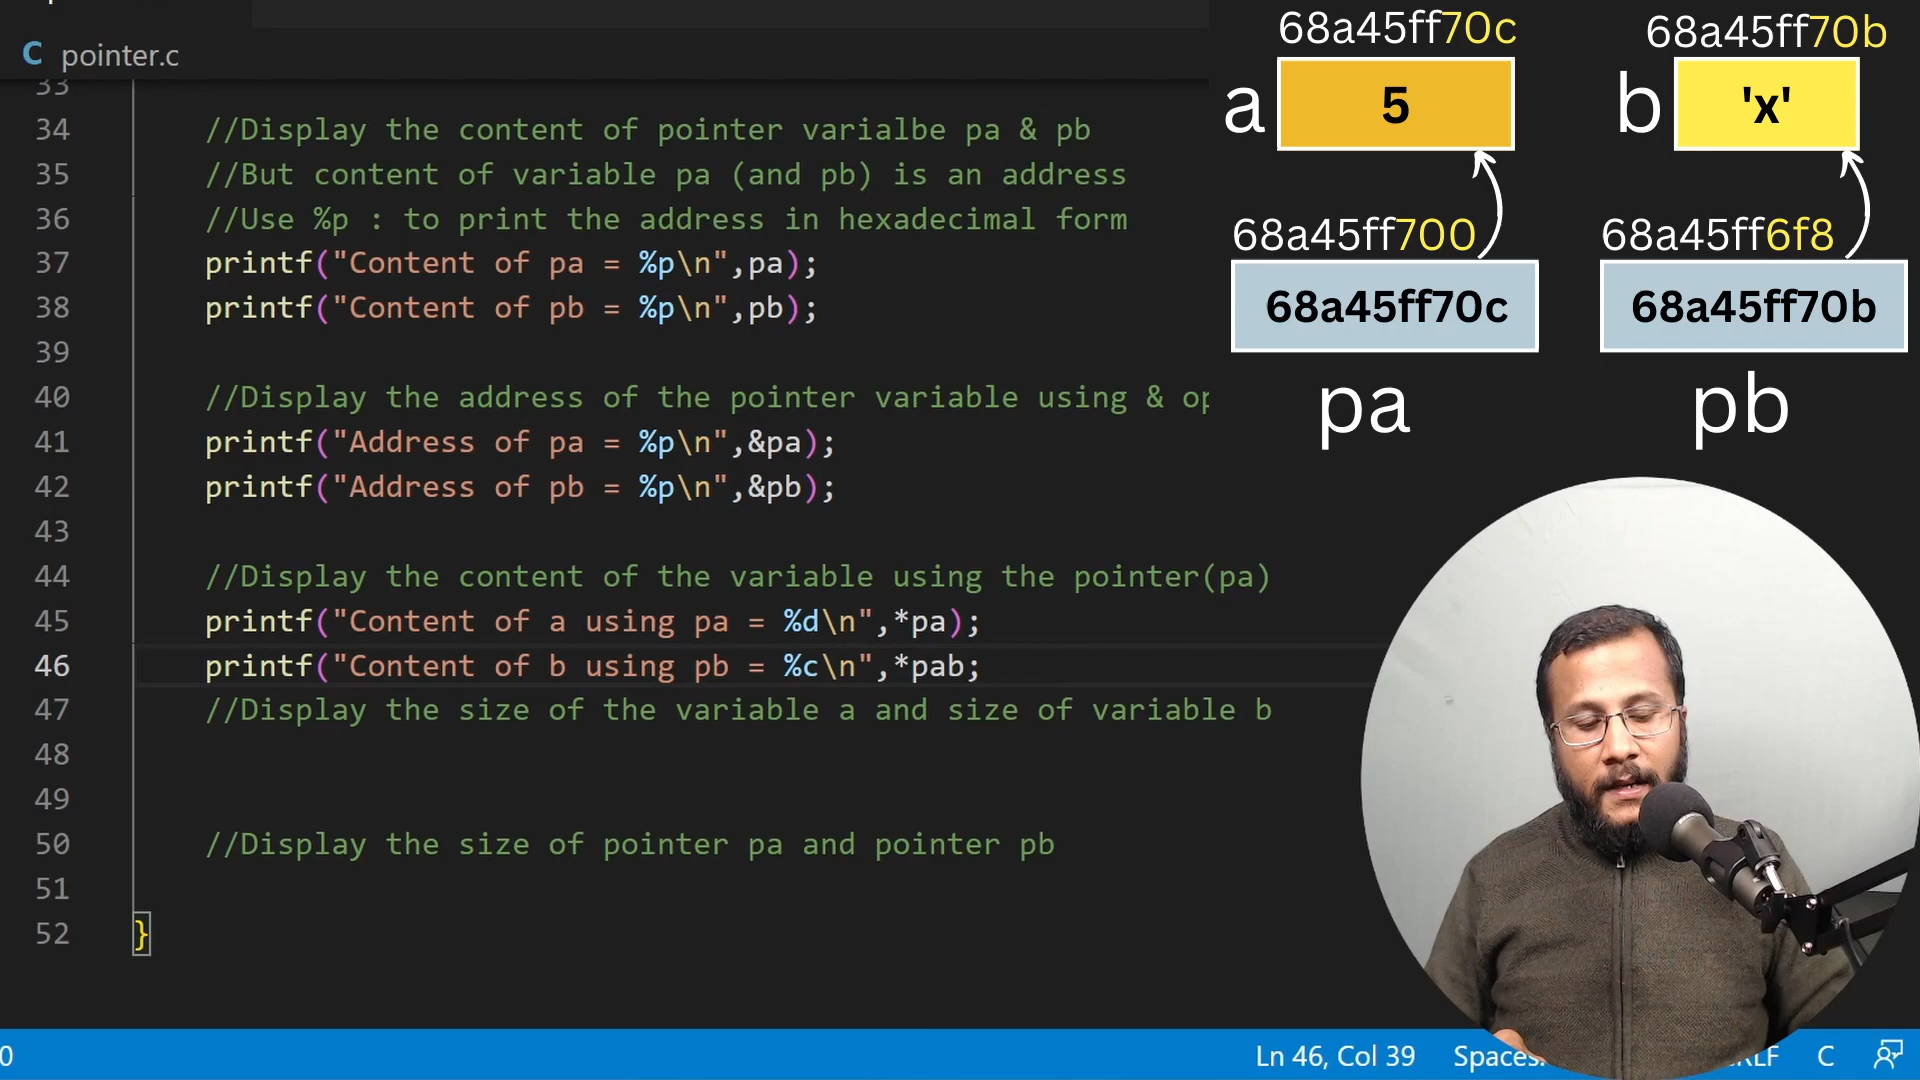 pointer.c
33
34 //Display the content of pointer varialbe pa & pb
35 //But content of variable pa (and pb) is an address
36 //Use %p : to print the address in hexadecimal form
37 printf("Content of pa = %p\n",pa);
38 printf("Content of pb = %p\n",pb);
39
40 //Display the address of the pointer variable using & op
41 printf("Address of pa = %p\n",&pa);
42 printf("Address of pb = %p\n",&pb);
43
44 //Display the content of the variable using the pointer(pa)
45 printf("Content of a using pa = %d\n",*pa);
46 printf("Content of b using pb = %c\n",*pab;
47 //Display the size of the variable a and size of variable b
48
49
50 //Display the size of pointer pa and pointer pb
51
52 }
68a45ff70c
a 5
68a45ff700
68a45ff70c
pa
68a45ff70b
b 'x'
68a45ff6f8
68a45ff70b
pb
0 Ln 46, Col 39 Spaces: C